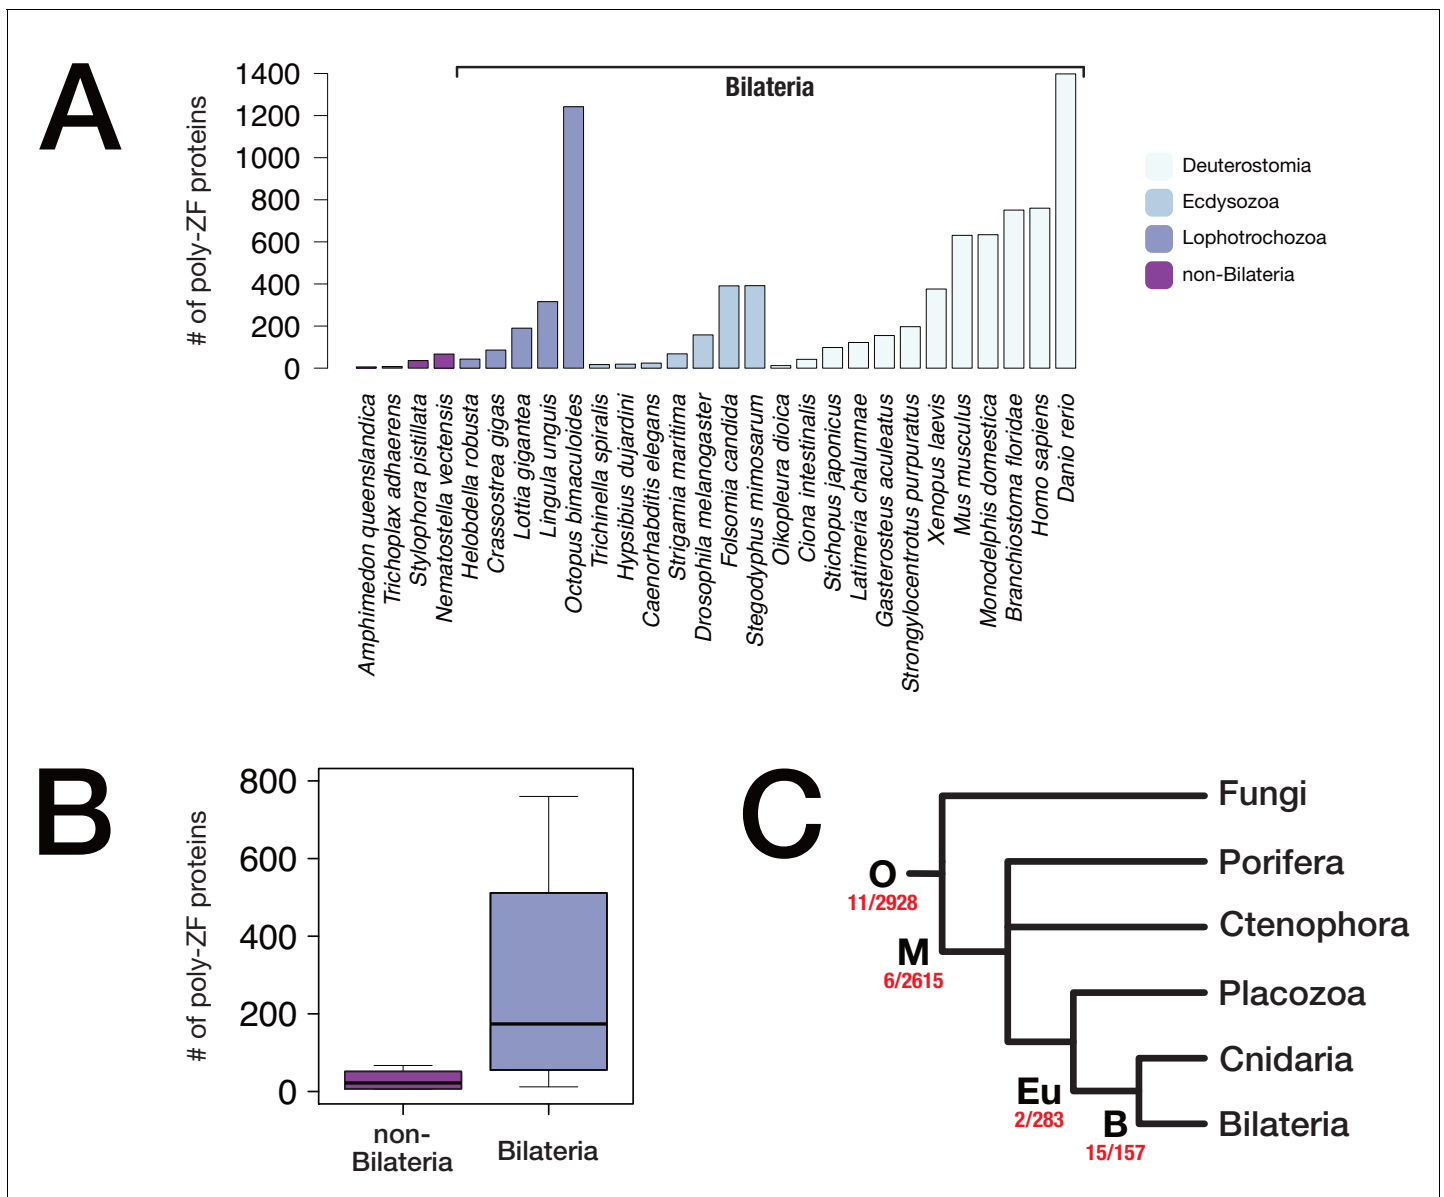 A
# of poly-ZF proteins
1400
1200
1000
800
600
400
200
0
Bilateria
Deuterostomia
Ecdysozoa
Lophotrochozoa
non-Bilateria
Amphimedon queenslandica
Trichoplax adhaerens
Stylophora pistillata
Nematostella vectensis
Helobdella robusta
Crassostrea gigas
Lottia gigantea
Lingula unguis
Octopus bimaculoides
Trichinella spiralis
Hypsibius dujardini
Caenorhabditis elegans
Strigamia maritima
Drosophila melanogaster
Folsomia candida
Stegodyphus mimosarum
Oikopleura dioica
Ciona intestinalis
Stichopus japonicus
Latimeria chalumnae
Gasterosteus aculeatus
Strongylocentrotus purpuratus
Xenopus laevis
Mus musculus
Monodelphis domestica
Branchiostoma floridae
Homo sapiens
Danio rerio
B
# of poly-ZF proteins
800
600
400
200
0
non-
Bilateria
Bilateria
C
Fungi
Porifera
Ctenophora
Placozoa
Cnidaria
Bilateria
O
11/2928
M
6/2615
Eu
2/283
B
15/157